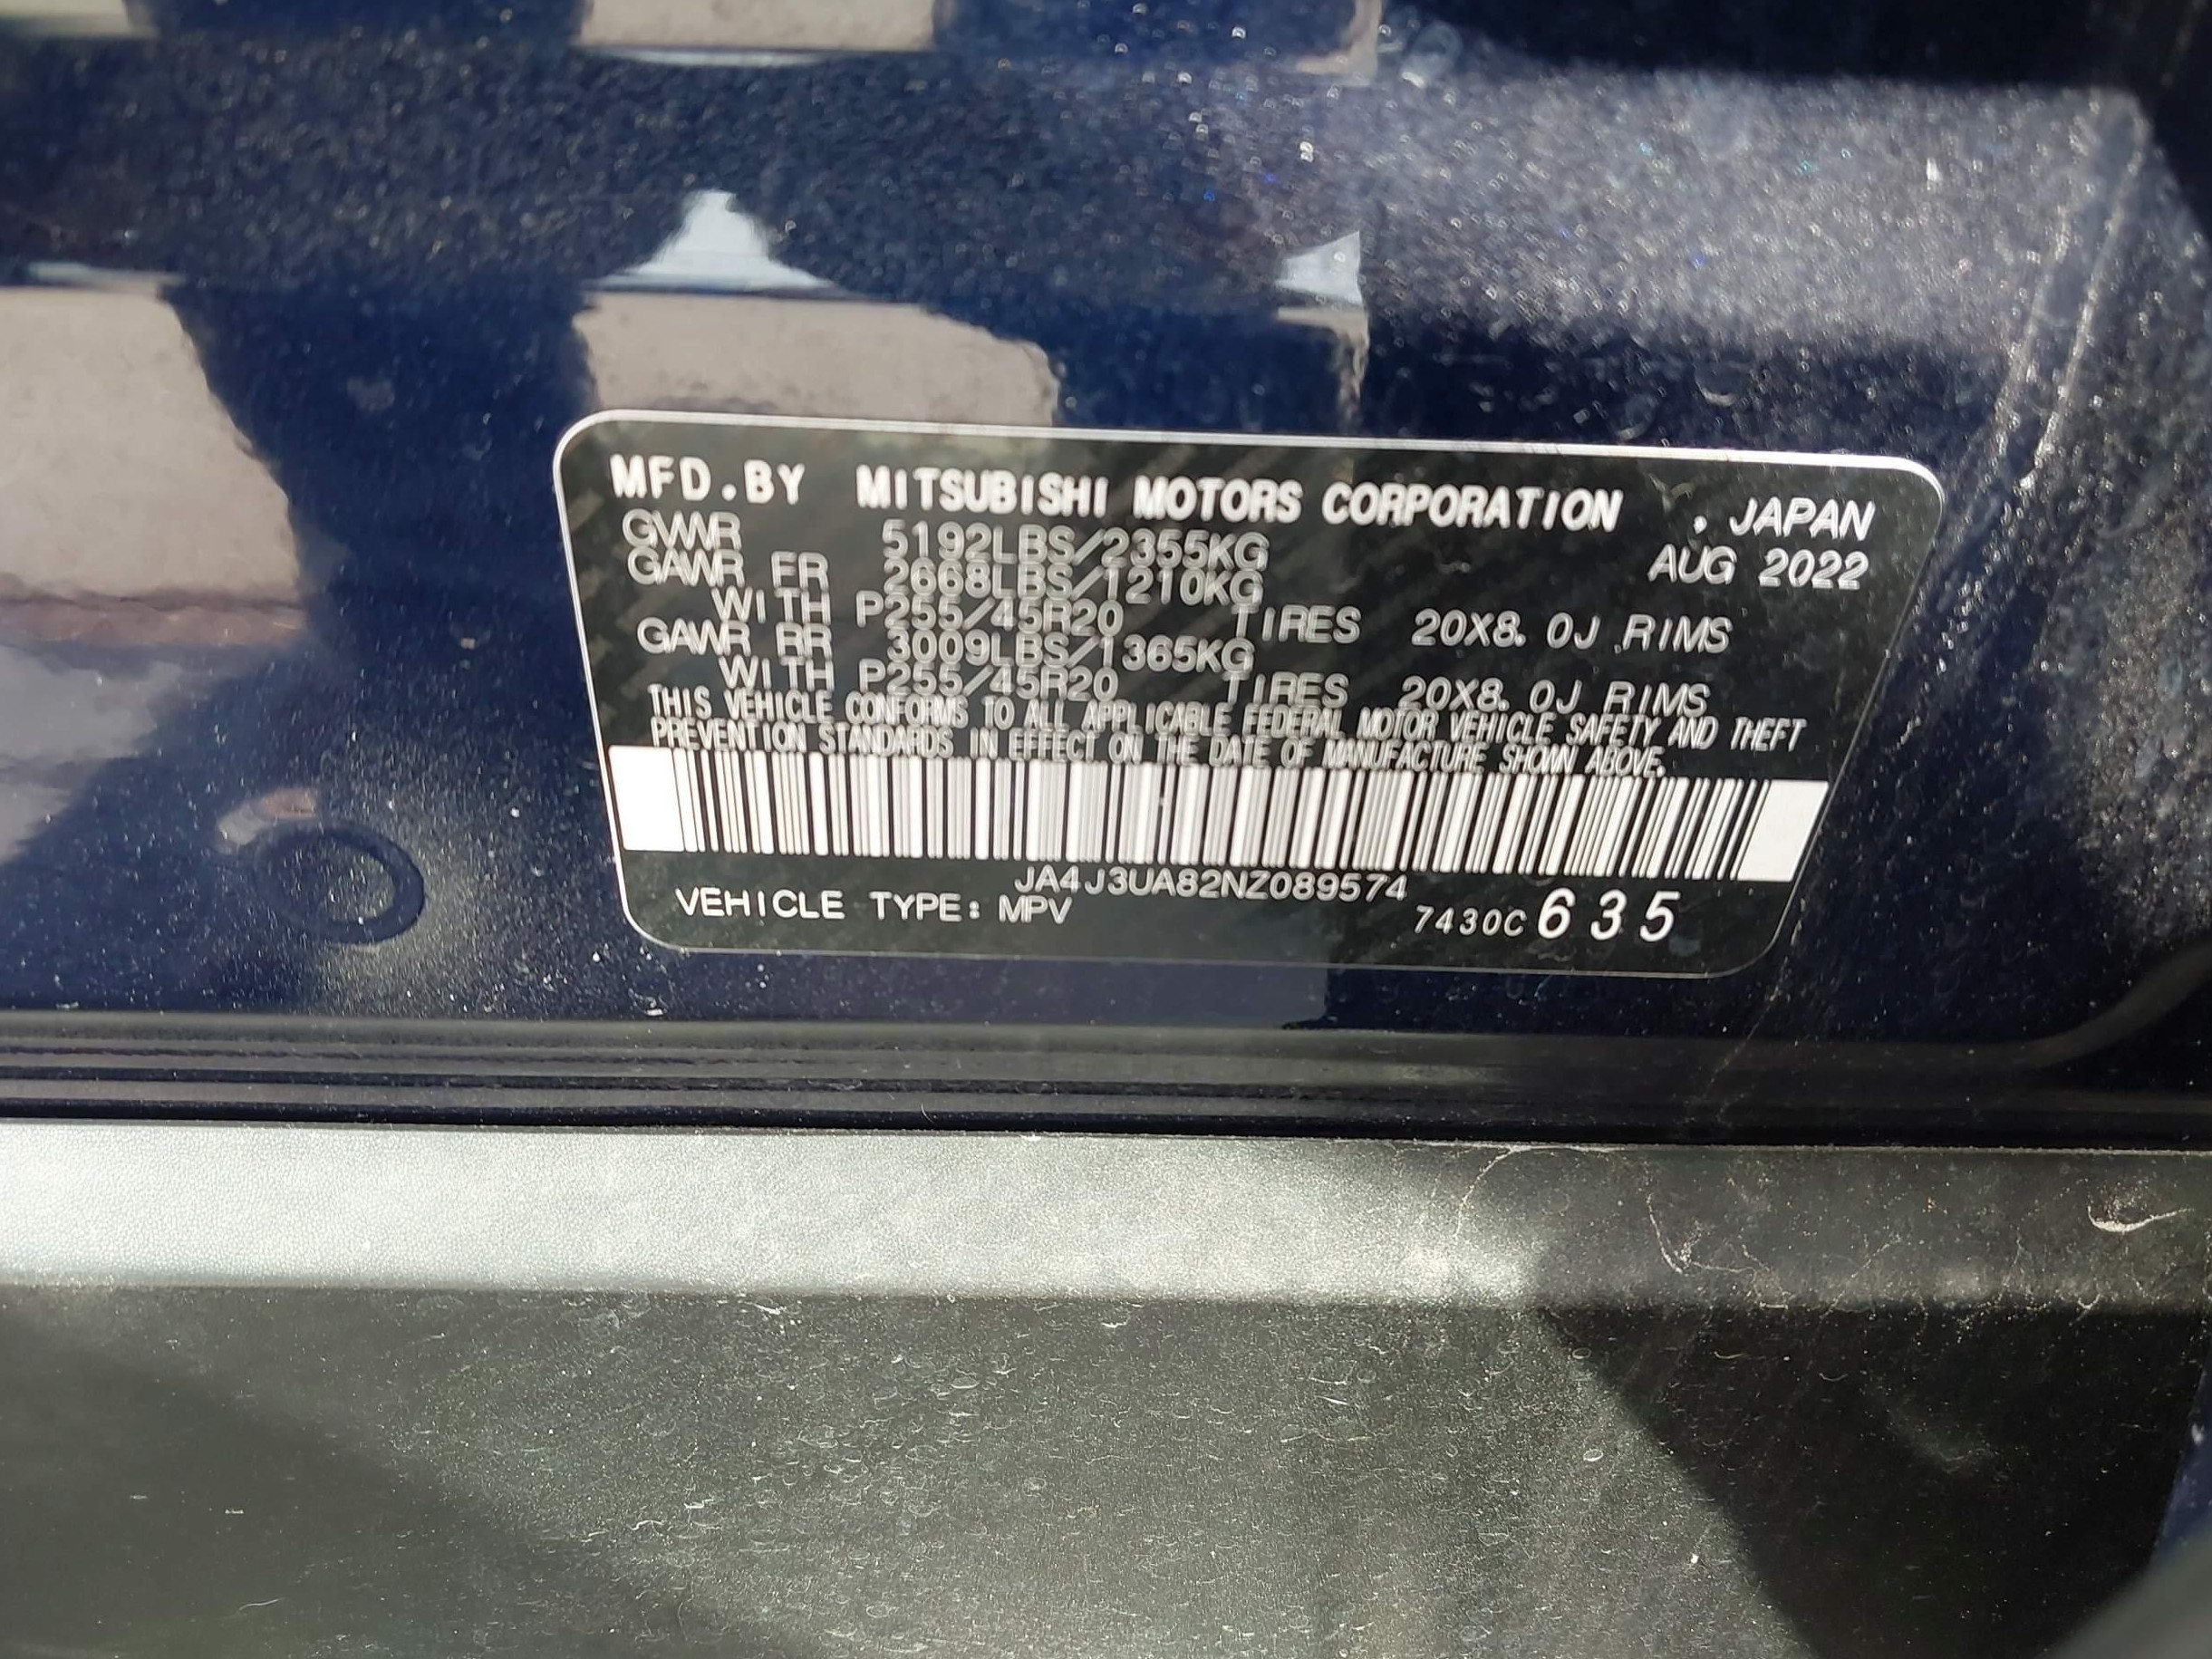 MFD.BY MITSUBISHI MOTORS CORPORATION . JAPAN
GVWR 5192LBS/2355KG AUG 2022
GAWR FR 2668LBS/1210KG
WITH P255/45R20 TIRES 20X8.0J RIMS
GAWR RR 3009LBS/1365KG
WITH P255/45R20 TIRES 20X8.0J RIMS
THIS VEHICLE CONFORMS TO ALL APPLICABLE FEDERAL MOTOR VEHICLE SAFETY AND THEFT
PREVENTION STANDARDS IN EFFECT ON THE DATE OF MANUFACTURE SHOWN ABOVE.
JA4J3UA82NZ089574
VEHICLE TYPE: MPV 7430C 635